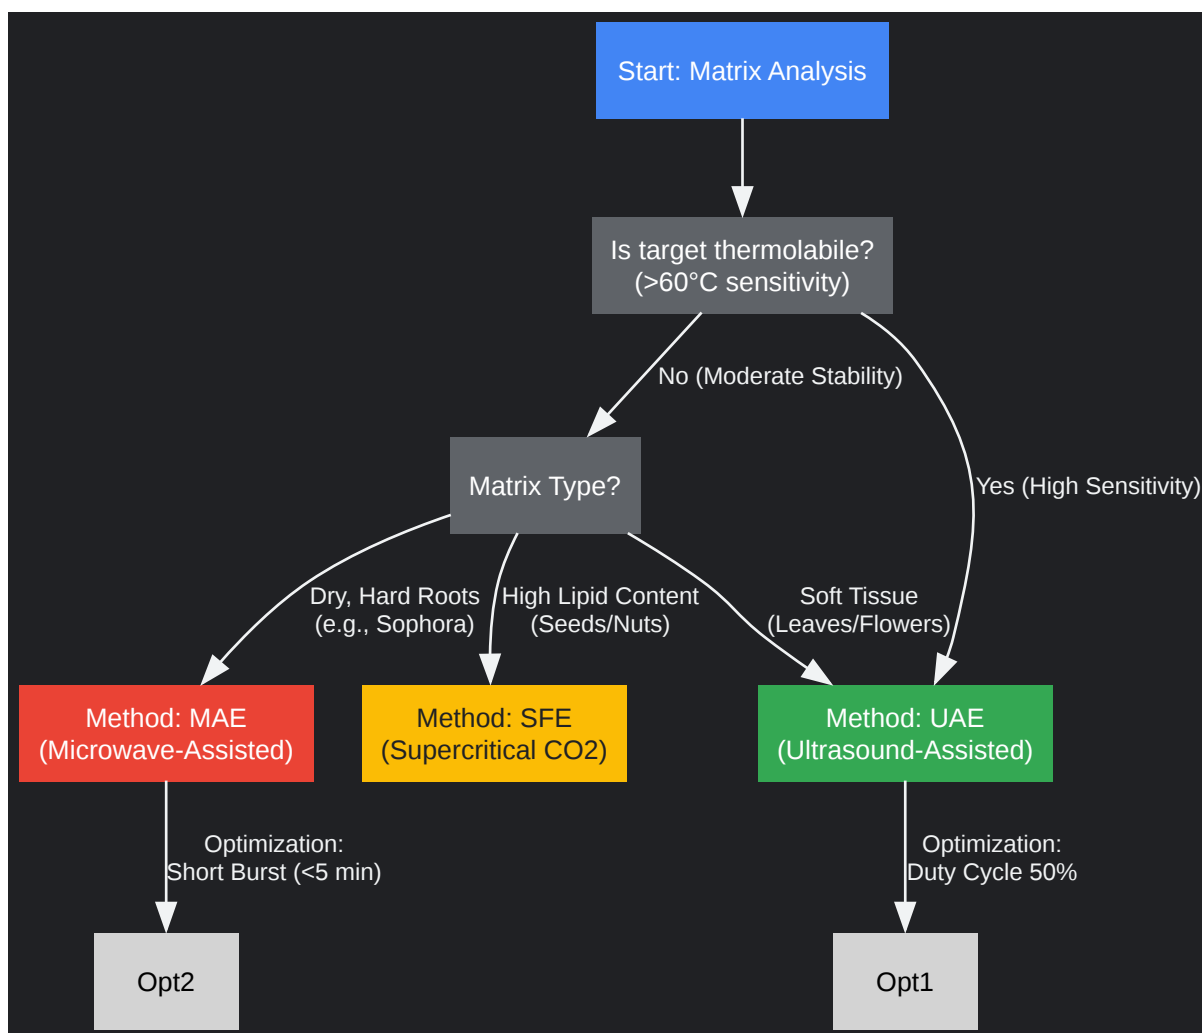 Start: Matrix Analysis
Is target thermolabile?
(>60°C sensitivity)
No (Moderate Stability)
Yes (High Sensitivity)
Matrix Type?
Dry, Hard Roots
(e.g., Sophora)
High Lipid Content
(Seeds/Nuts)
Soft Tissue
(Leaves/Flowers)
Method: MAE
(Microwave-Assisted)
Method: SFE
(Supercritical CO2)
Method: UAE
(Ultrasound-Assisted)
Optimization:
Short Burst (<5 min)
Optimization:
Duty Cycle 50%
Opt2
Opt1